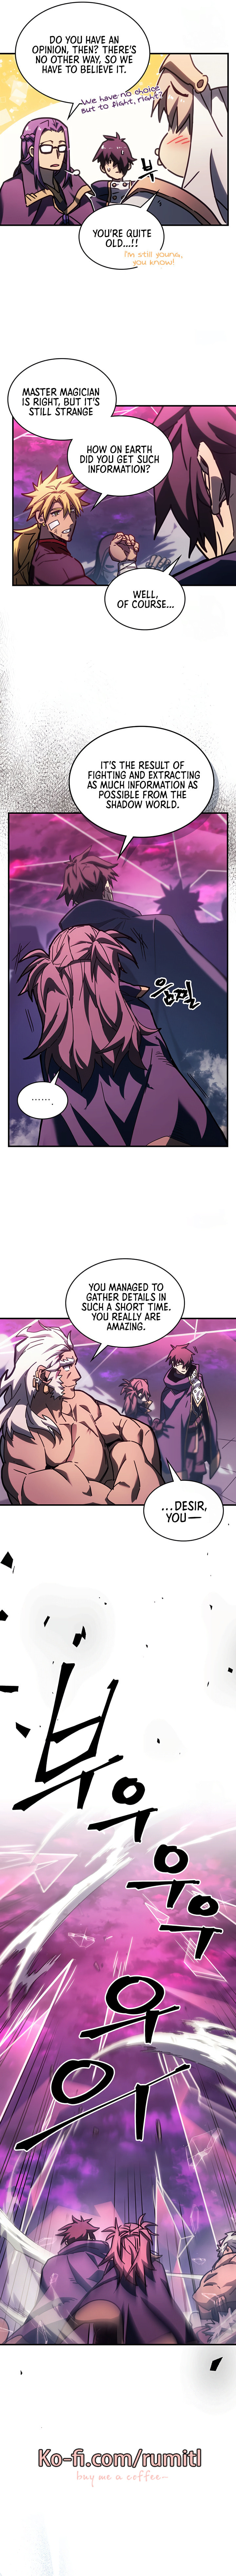 DO YOU HAVE AN
OPINION, THEN? THERE'S
NO OTHER WAY, SO WE
HAVE TO BELIEVE IT.
We have no choice
but to fight, right?
부
YOU'RE QUITE
OLD...!!
I'm still young,
you know!
MASTER MAGICIAN
IS RIGHT, BUT IT'S
STILL STRANGE
HOW ON EARTH
DID YOU GET SUCH
INFORMATION?
WELL,
OF COURSE...
IT'S THE RESULT OF
FIGHTING AND EXTRACTING
AS MUCH INFORMATION AS
POSSIBLE FROM THE
SHADOW WORLD.
.......
YOU MANAGED TO
GATHER DETAILS IN
SUCH A SHORT TIME.
YOU REALLY ARE
AMAZING.
...DESIR,
YOU—
부
우
우우
우
어
Ko-fi.com/rumitl
buy me a coffee~